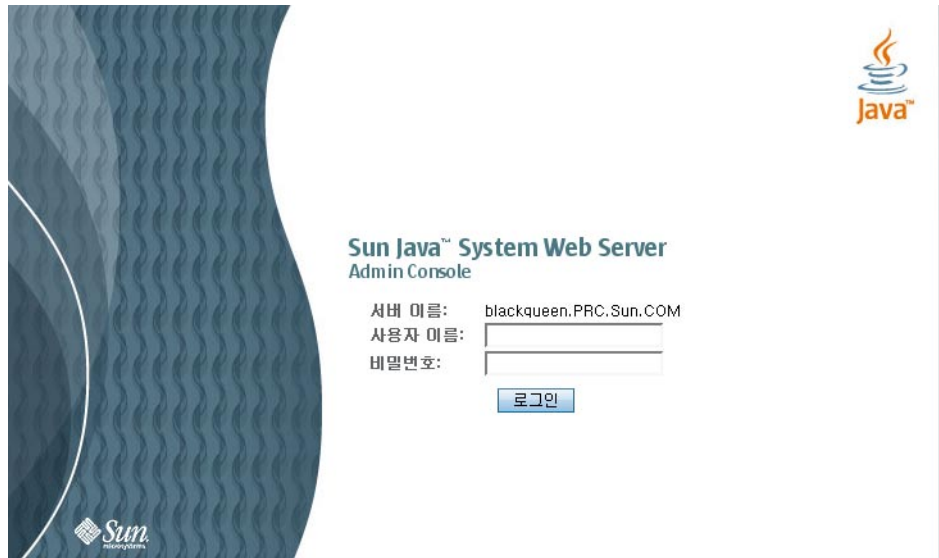 Java™
Sun Java™ System Web Server
Admin Console
서버 이름: blackqueen.PRC.Sun.COM
사용자 이름:
비밀번호:
로그인
Sun
microsystems